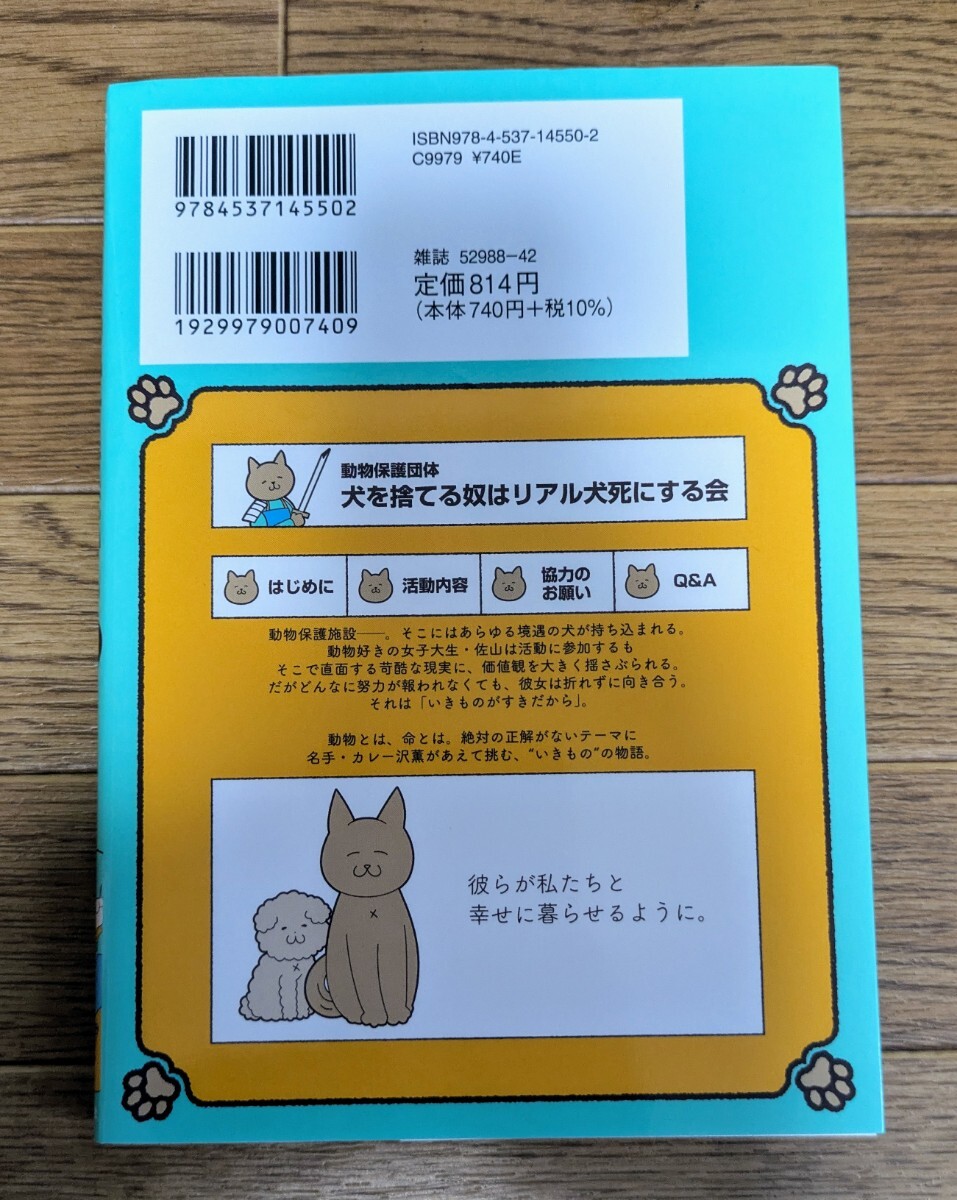 ISBN978-4-537-14550-2
C9979 ¥740E
9784537145502
雑誌 52988-42
定価814円
(本体740円+税10%)
1929979007409
動物保護団体
犬を捨てる奴はリアル犬死にする会
はじめに
活動内容
協力の
お願い
Q&A
動物保護施設──。そこにはあらゆる境遇の犬が持ち込まれる。
動物好きの女子大生・佐山は活動に参加するも
そこで直面する苛酷な現実に、価値観を大きく揺さぶられる。
だがどんなに努力が報われなくても、彼女は折れずに向き合う。
それは「いきものがすきだから」。
動物とは、命とは。絶対の正解がないテーマに
名手・カレー沢薫があえて挑む、“いきもの”の物語。
彼らが私たちと
幸せに暮らせるように。